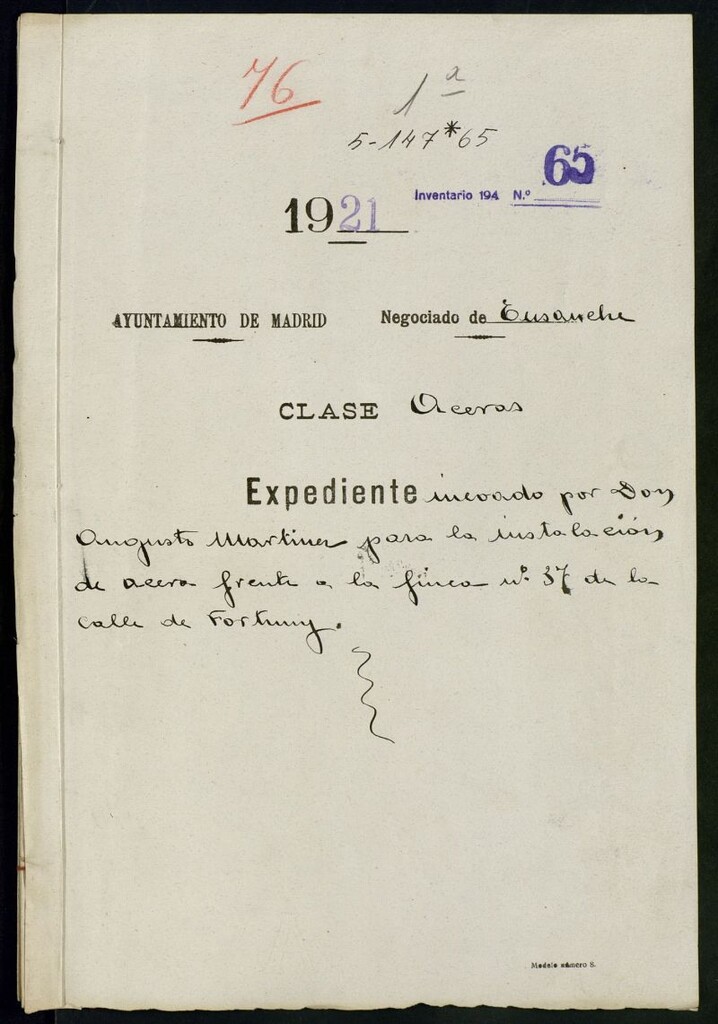 76
1ª
5-147*65
Inventario 194 N.º 65
1921
AYUNTAMIENTO DE MADRID Negociado de Ensanche
CLASE Aceras
Expediente incoado por Don
Augusto Martinez para la instalación
de acera frente a la finca nº 37 de la
calle de Fortuny.
Modelo número 8.